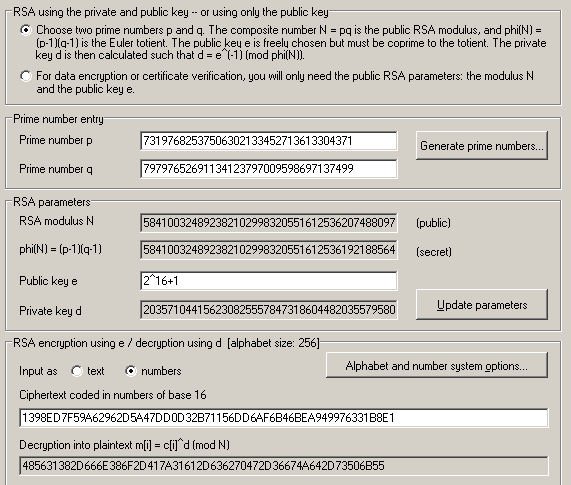 RSA using the private and public key -- or using only the public key
Choose two prime numbers p and q. The composite number N = pq is the public RSA modulus, and phi(N) =
(p-1)(q-1) is the Euler totient. The public key e is freely chosen but must be coprime to the totient. The private
key d is then calculated such that d = e^(-1) (mod phi(N)).
For data encryption or certificate verification, you will only need the public RSA parameters: the modulus N
and the public key e.
Prime number entry
Prime number p
73197682537506302133452713613304371
Generate prime numbers...
Prime number q
79797652691134123797009598697137499
RSA parameters
RSA modulus N
584100324892382102998320551612536207488097
(public)
phi(N) = (p-1)(q-1)
5841003248923821029983205516125361921885640
(secret)
Public key e
2^16+1
Private key d
203571044156230825557847318604482035579580
Update parameters
RSA encryption using e / decryption using d [alphabet size: 256]
Input as
text
numbers
Alphabet and number system options...
Ciphertext coded in numbers of base 16
1398ED7F59A62962D5A47DD0D32B71156DD6AF6B46BEA949976331B8E1
Decryption into plaintext m[i] = c[i]^d (mod N)
485631382D666E386F2D417A31612D636270472D36674A642D73506B55